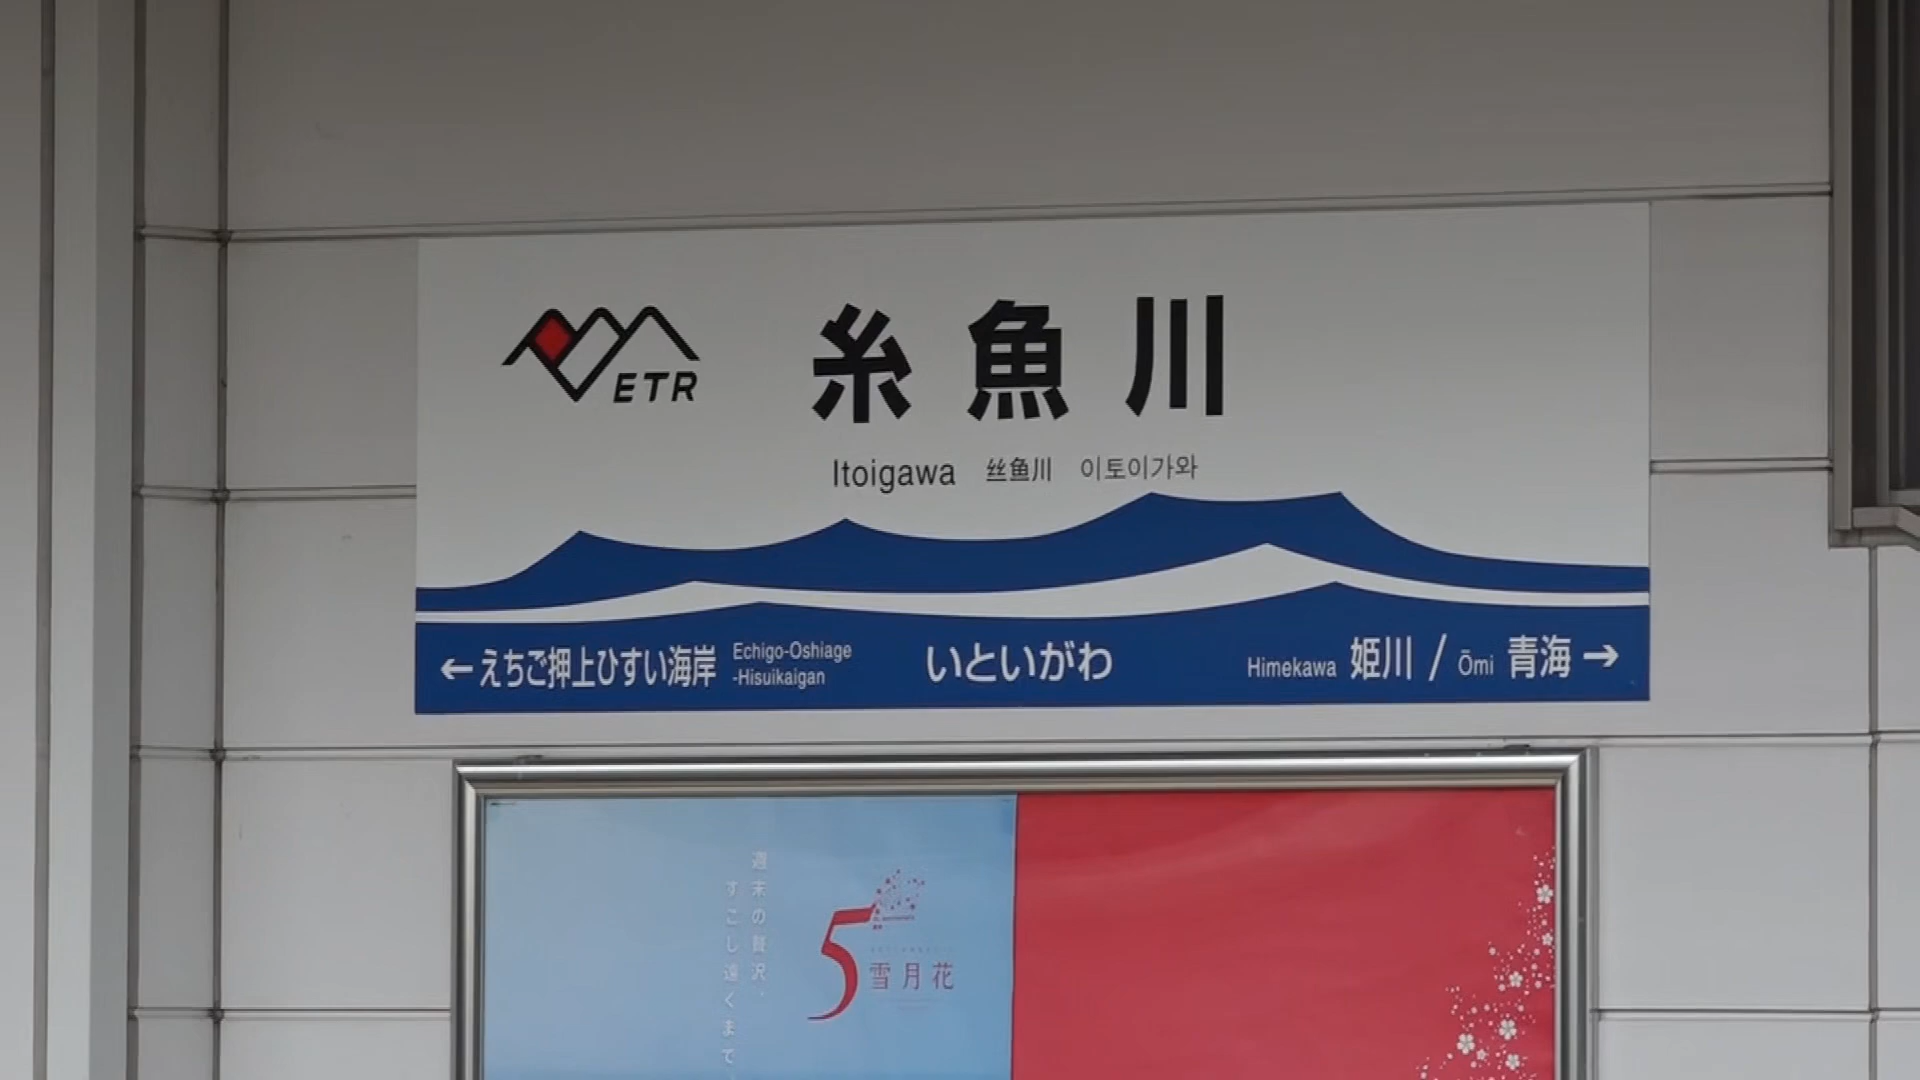 ETR
糸魚川
Itoigawa 丝鱼川 이토이가와
←えちご押上ひすい海岸 Echigo-Oshiage
-Hisuikaigan
いといがわ
Himekawa 姫川 / Ōmi 青海→
週末の贅沢、
すこし遠くまで
5
雪月花